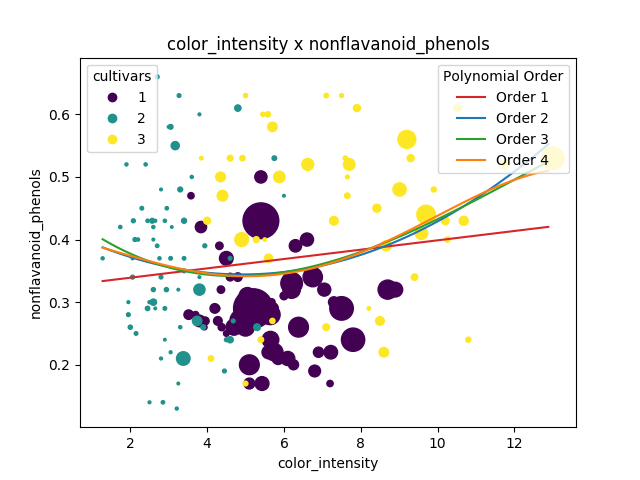 color_intensity x nonflavanoid_phenols
cultivars
1
2
3
Polynomial Order
Order 1
Order 2
Order 3
Order 4
0.6
0.5
0.4
0.3
0.2
nonflavanoid_phenols
2 4 6 8 10 12
color_intensity